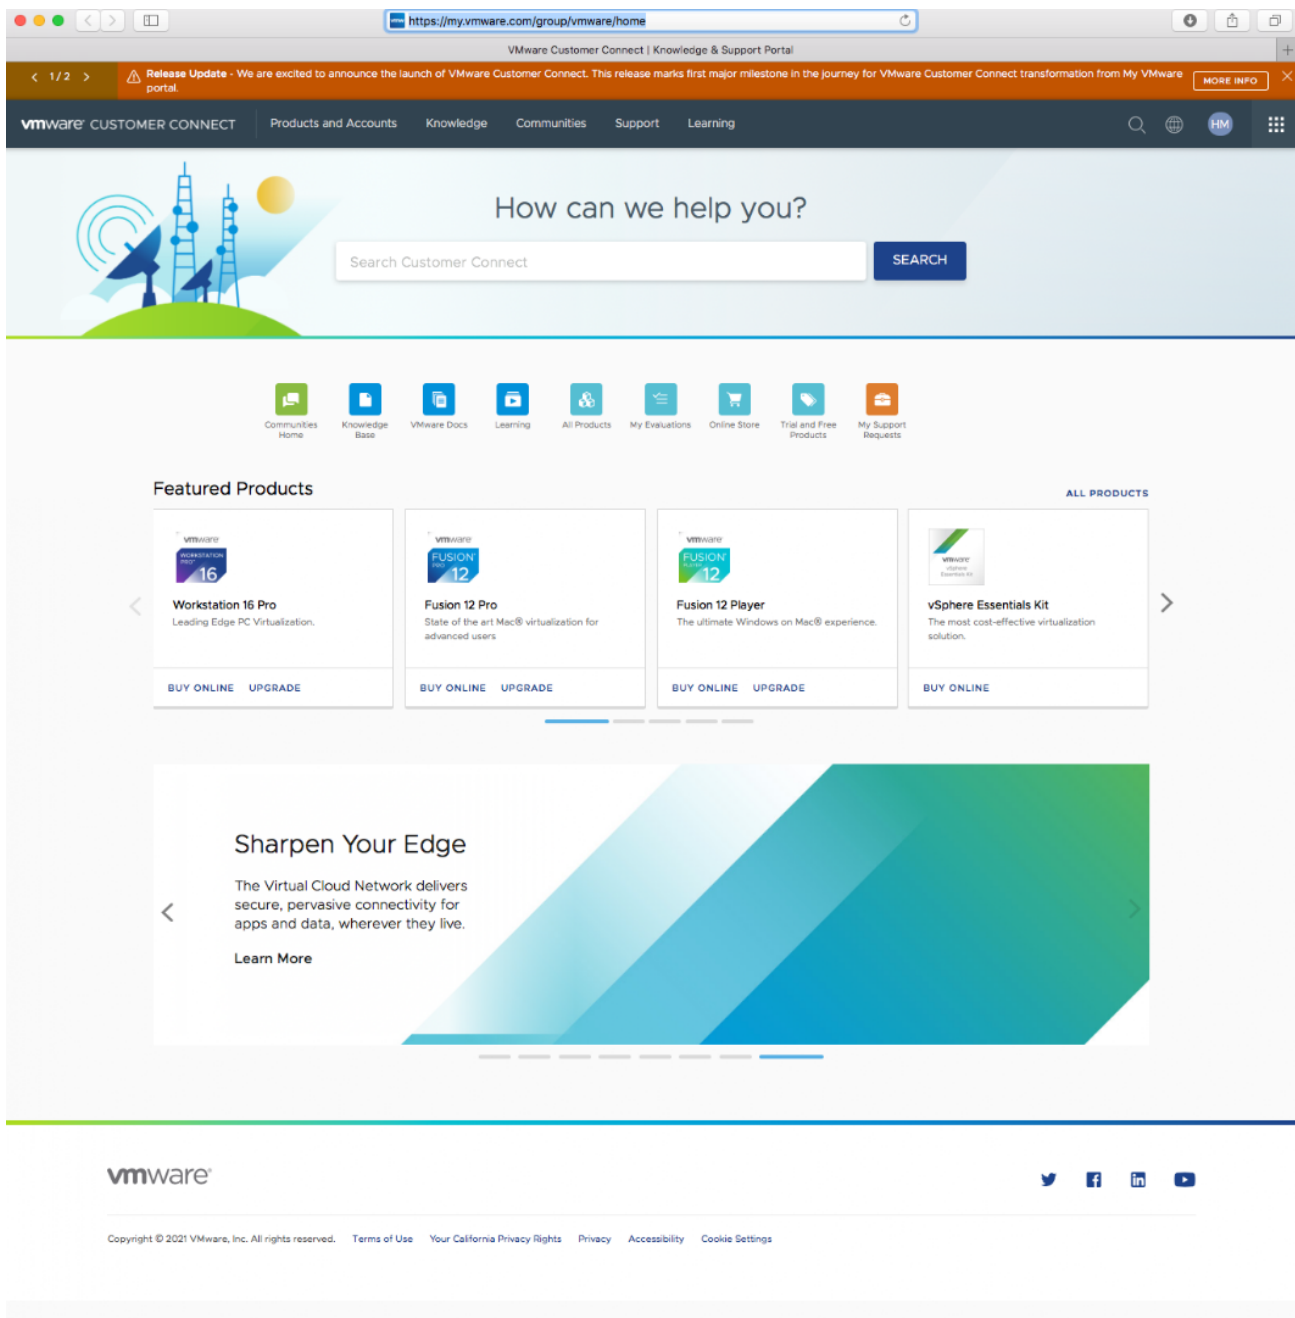 https://my.vmware.com/group/vmware/home
VMware Customer Connect | Knowledge & Support Portal
1/2
Release Update - We are excited to announce the launch of VMware Customer Connect. This release marks first major milestone in the journey for VMware Customer Connect transformation from My VMware
portal.
MORE INFO
vmware® CUSTOMER CONNECT Products and Accounts Knowledge Communities Support Learning HM
How can we help you?
Search Customer Connect SEARCH
Communities Home
Knowledge Base
VMware Docs
Learning
All Products
My Evaluations
Online Store
Trial and Free Products
My Support Requests
Featured Products
ALL PRODUCTS
vmware
WORKSTATION
PRO™
16
Workstation 16 Pro
Leading Edge PC Virtualization.
BUY ONLINE UPGRADE
vmware
FUSION
PRO
12
Fusion 12 Pro
State of the art Mac® virtualization for
advanced users
BUY ONLINE UPGRADE
vmware
FUSION
PLAYER
12
Fusion 12 Player
The ultimate Windows on Mac® experience.
BUY ONLINE UPGRADE
vmware
vSphere
Essentials Kit
vSphere Essentials Kit
The most cost-effective virtualization
solution.
BUY ONLINE
Sharpen Your Edge
The Virtual Cloud Network delivers
secure, pervasive connectivity for
apps and data, wherever they live.
Learn More
vmware®
Copyright © 2021 VMware, Inc. All rights reserved. Terms of Use Your California Privacy Rights Privacy Accessibility Cookie Settings